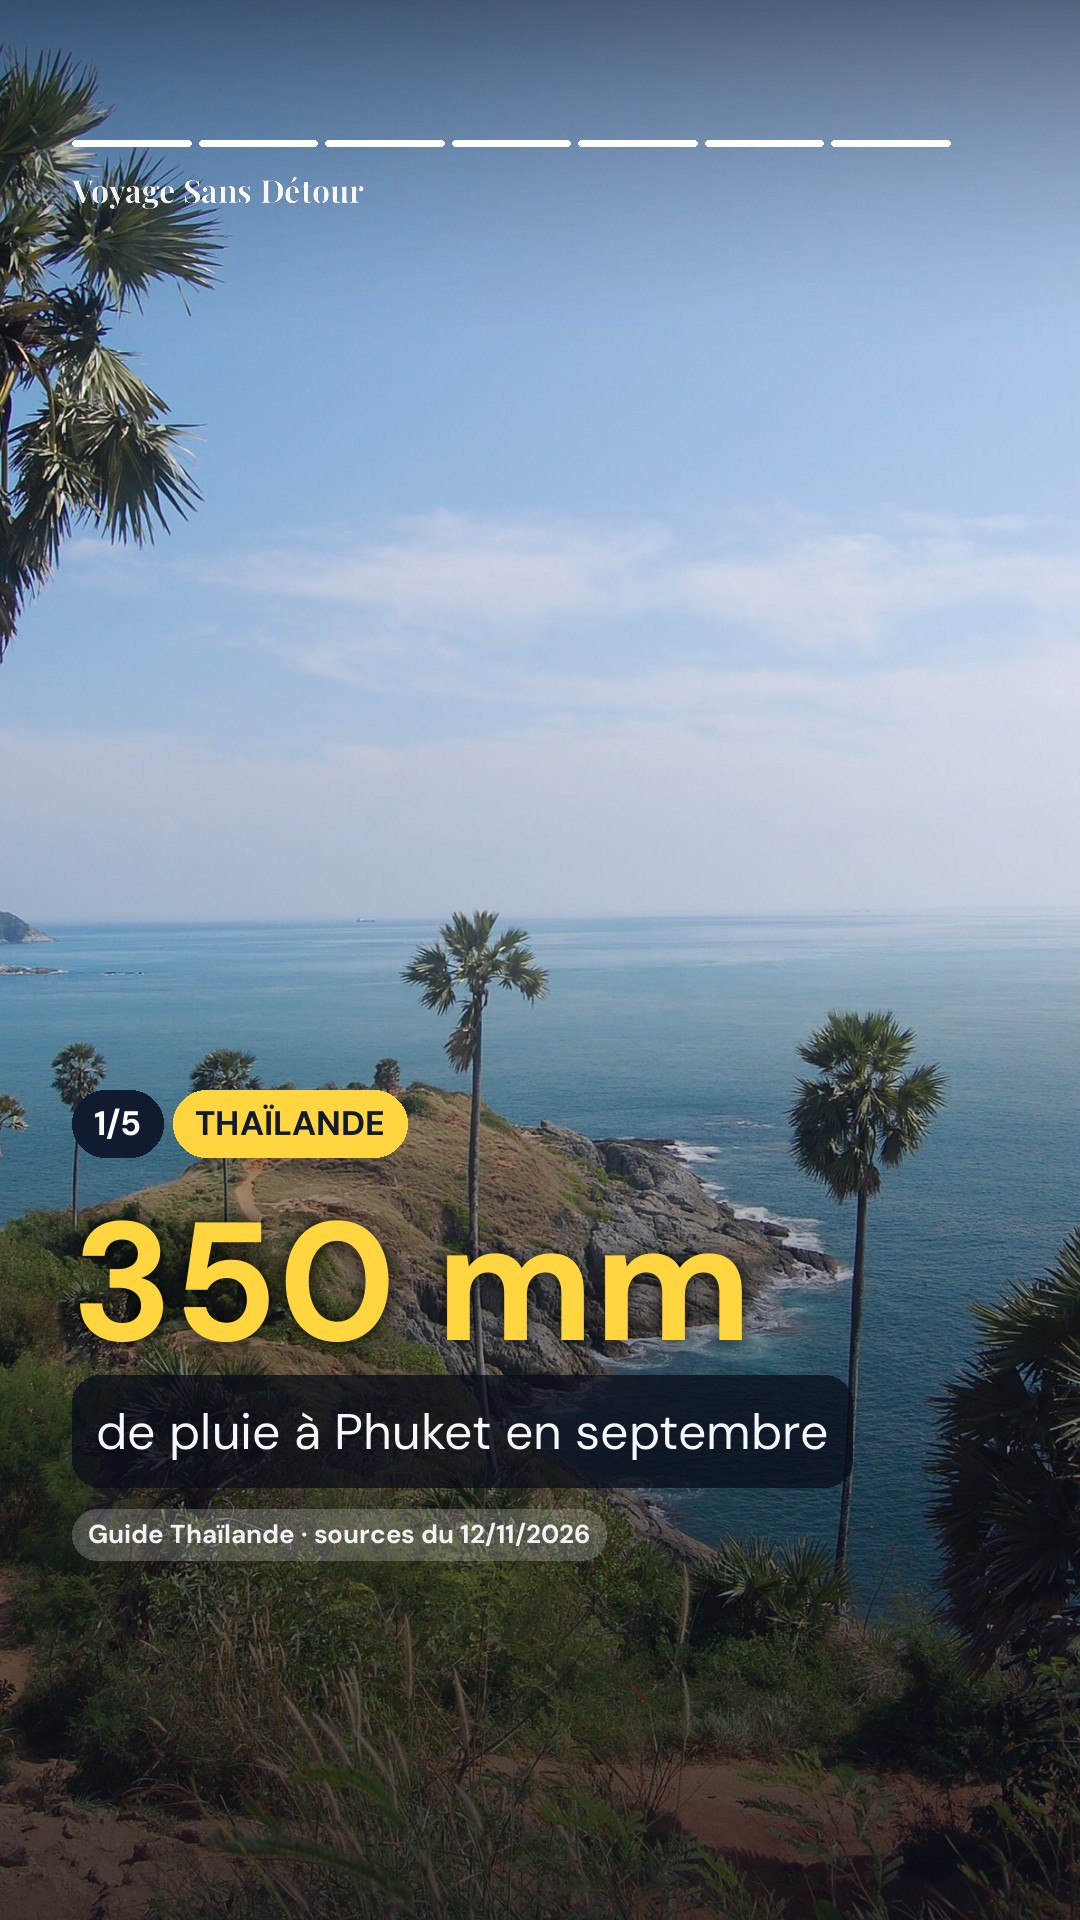 Voyage Sans Détour
1/5 THAÏLANDE
350 mm
de pluie à Phuket en septembre
Guide Thaïlande · sources du 12/11/2026